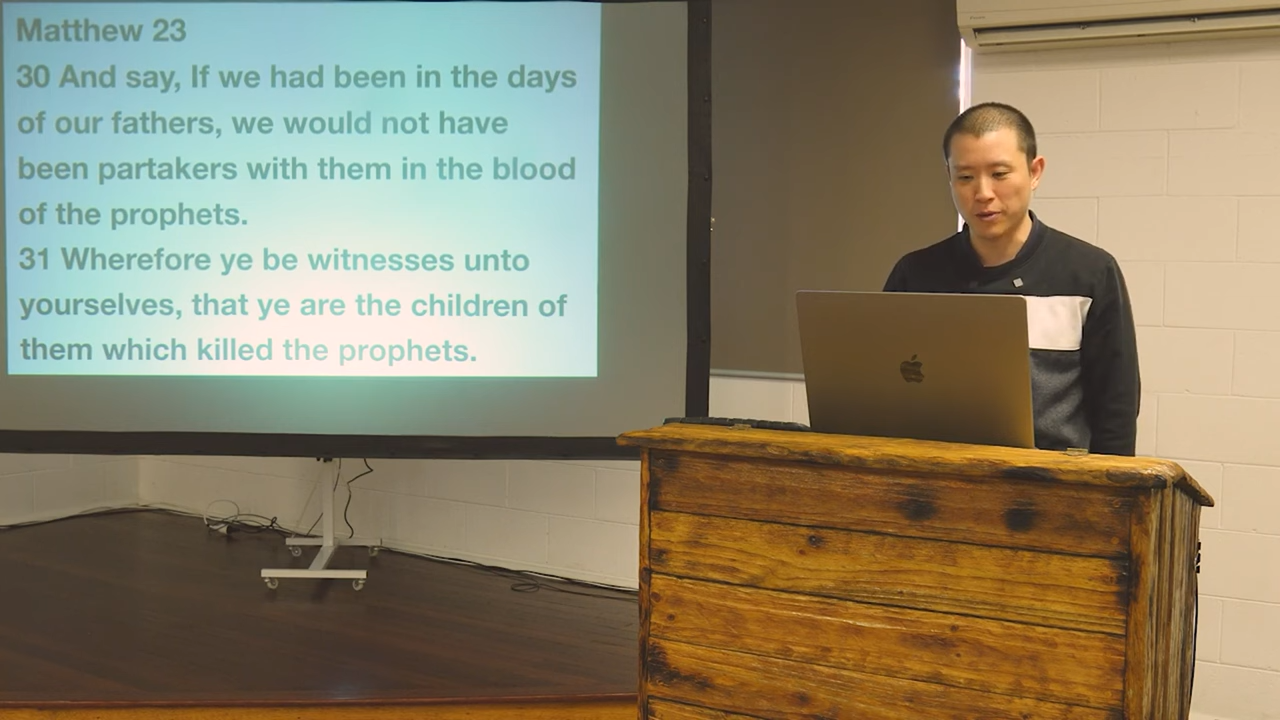 Matthew 23
30 And say, If we had been in the days
of our fathers, we would not have
been partakers with them in the blood
of the prophets.
31 Wherefore ye be witnesses unto
yourselves, that ye are the children of
them which killed the prophets.